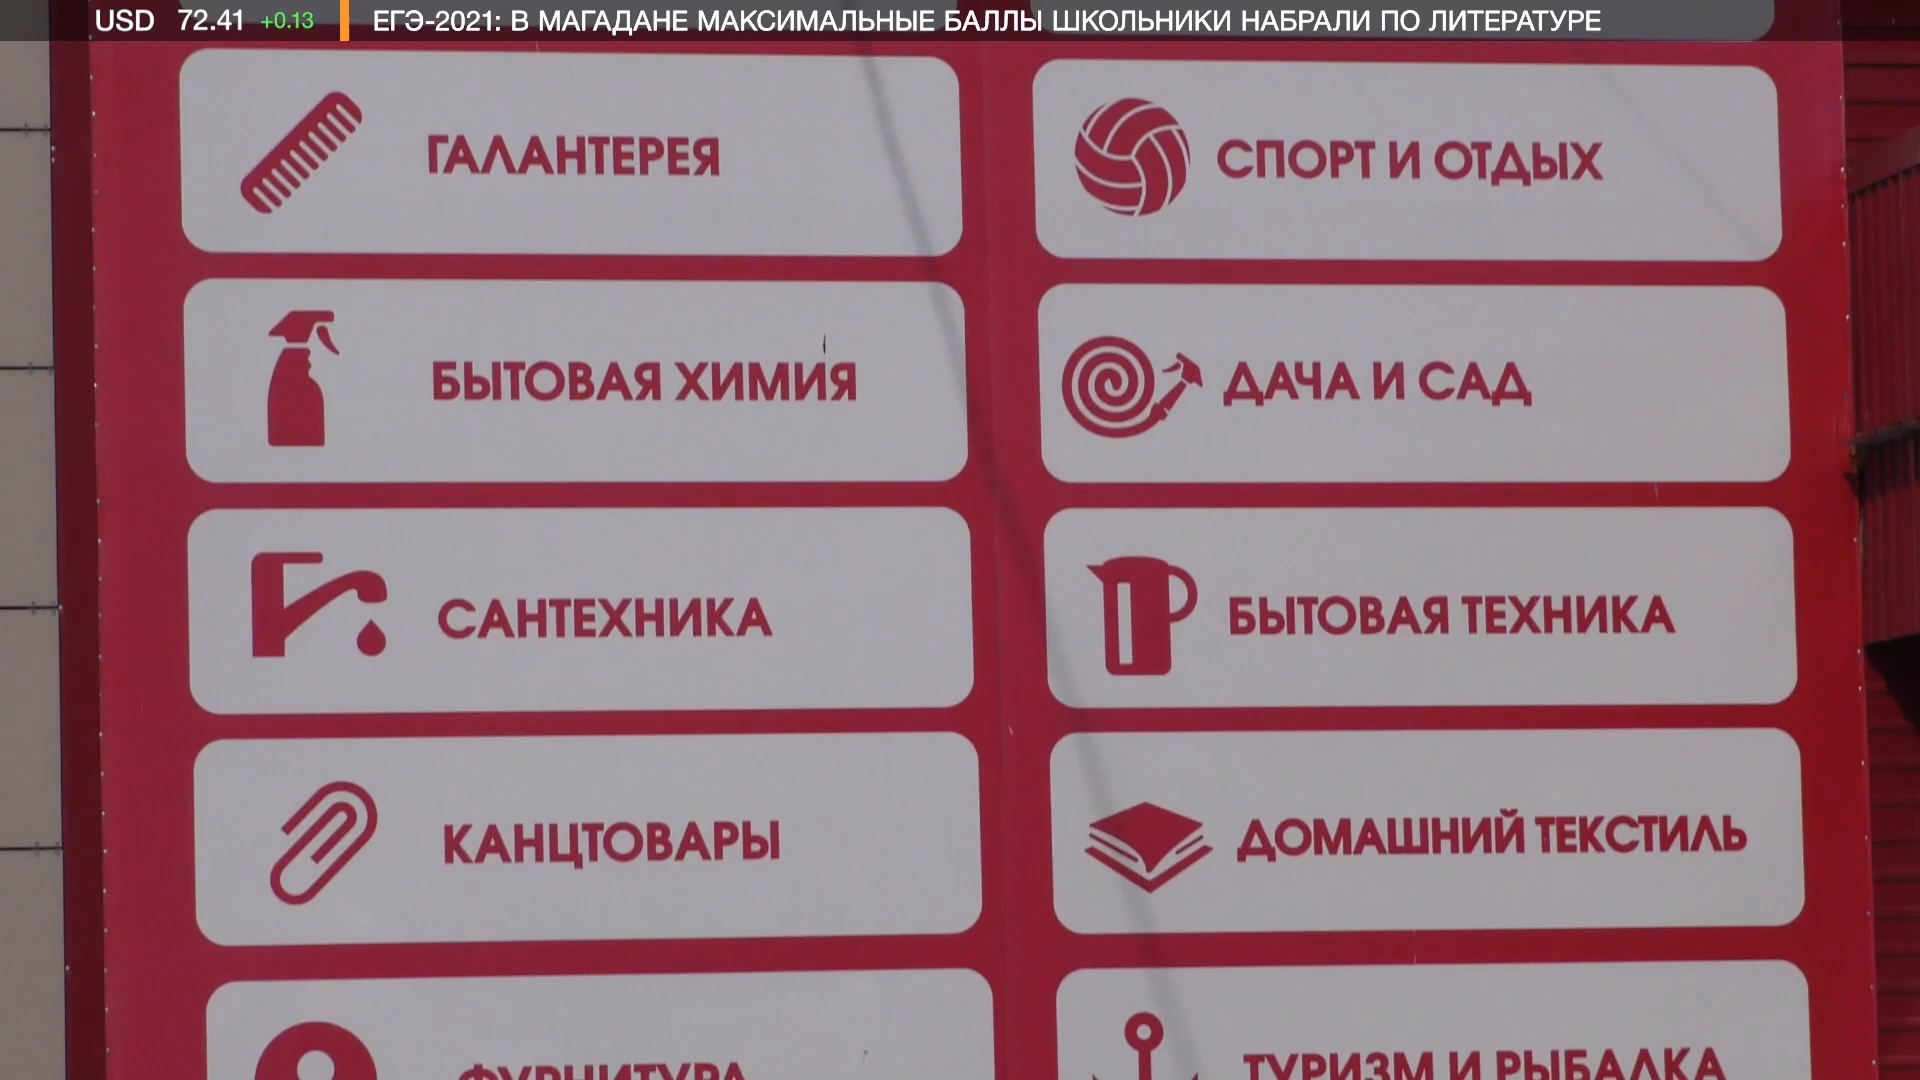 USD 72.41 +0.13 ЕГЭ-2021: В МАГАДАНЕ МАКСИМАЛЬНЫЕ БАЛЛЫ ШКОЛЬНИКИ НАБРАЛИ ПО ЛИТЕРАТУРЕ
ГАЛАНТЕРЕЯ
СПОРТ И ОТДЫХ
БЫТОВАЯ ХИМИЯ
ДАЧА И САД
САНТЕХНИКА
БЫТОВАЯ ТЕХНИКА
КАНЦТОВАРЫ
ДОМАШНИЙ ТЕКСТИЛЬ
ФУРНИТУРА
ТУРИЗМ И РЫБАЛКА